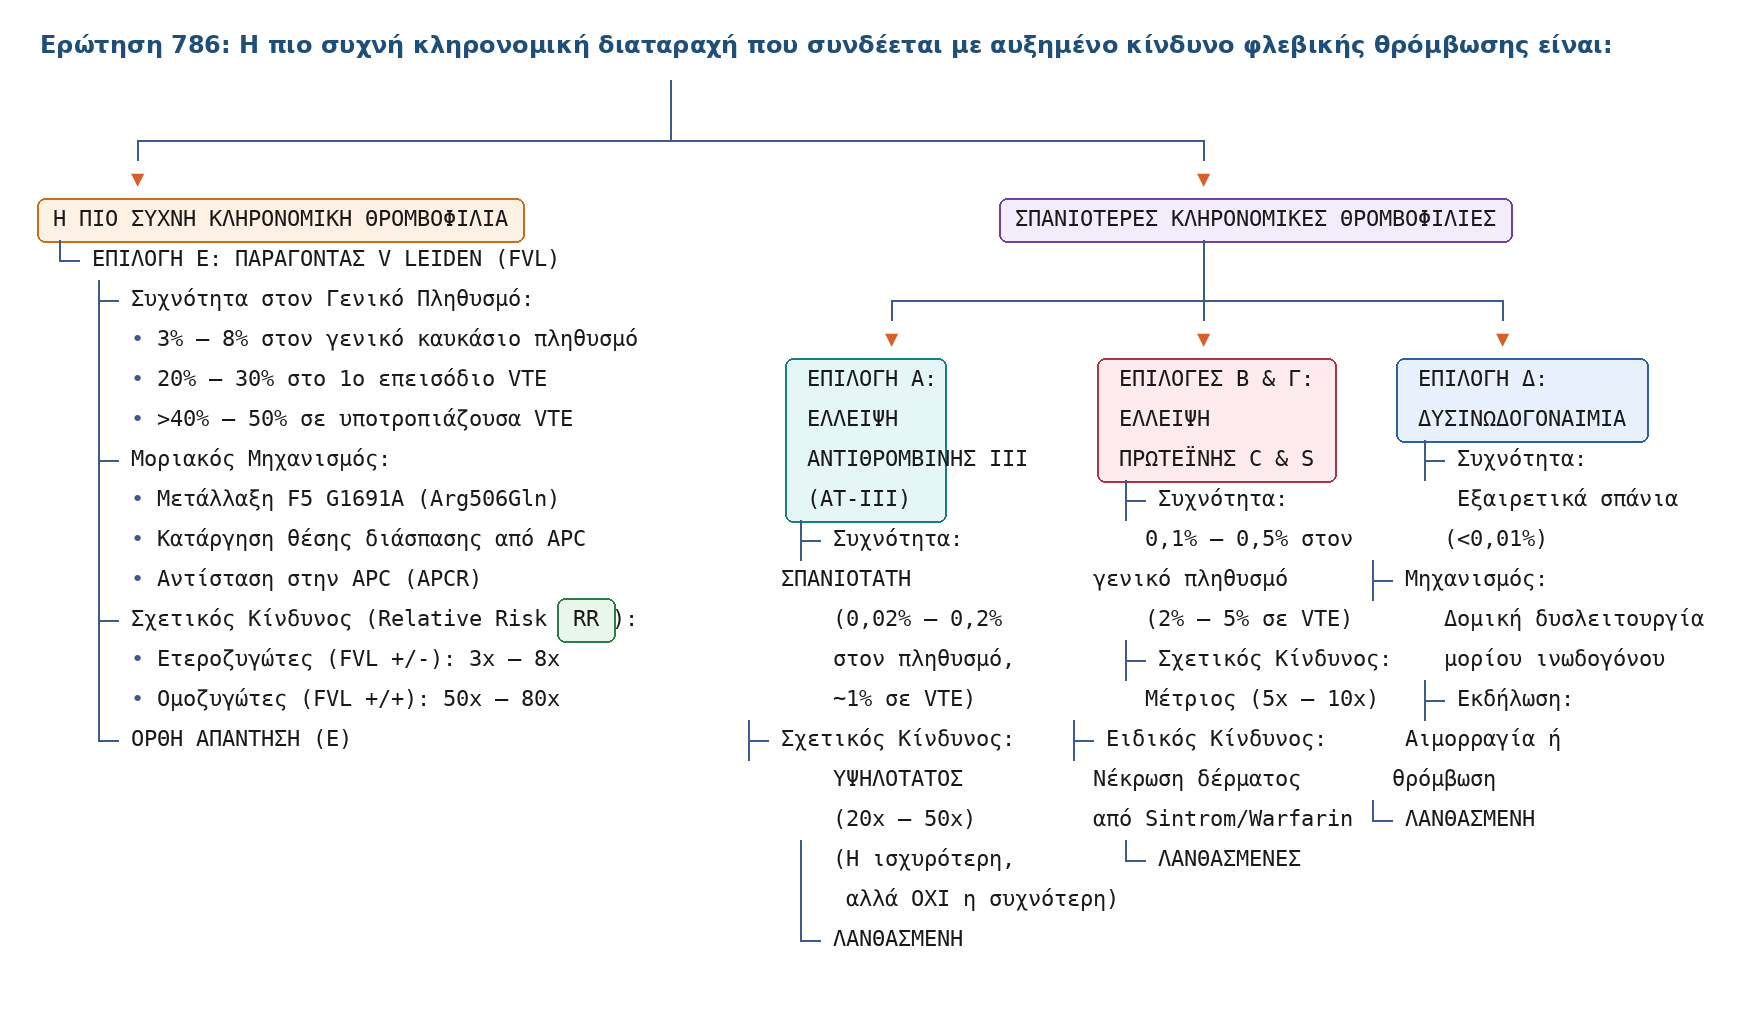 Ερώτηση 786: Η πιο συχνή κληρονομική διαταραχή που συνδέεται με αυξημένο κίνδυνο φλεβικής θρόμβωσης είναι:
Η ΠΙΟ ΣΥΧΝΗ ΚΛΗΡΟΝΟΜΙΚΗ ΘΡΟΜΒΟΦΙΛΙΑ
ΕΠΙΛΟΓΗ Ε: ΠΑΡΑΓΟΝΤΑΣ V LEIDEN (FVL)
Συχνότητα στον Γενικό Πληθυσμό:
• 3% – 8% στον γενικό καυκάσιο πληθυσμό
• 20% – 30% στο 1ο επεισόδιο VTE
• >40% – 50% σε υποτροπιάζουσα VTE
Μοριακός Μηχανισμός:
• Μετάλλαξη F5 G1691A (Arg506Gln)
• Κατάργηση θέσης διάσπασης από APC
• Αντίσταση στην APC (APCR)
Σχετικός Κίνδυνος (Relative Risk RR ):
• Ετεροζυγώτες (FVL +/-): 3x – 8x
• Ομοζυγώτες (FVL +/+): 50x – 80x
ΟΡΘΗ ΑΠΑΝΤΗΣΗ (Ε)
ΣΠΑΝΙΟΤΕΡΕΣ ΚΛΗΡΟΝΟΜΙΚΕΣ ΘΡΟΜΒΟΦΙΛΙΕΣ
ΕΠΙΛΟΓΗ Α:
ΕΛΛΕΙΨΗ
ΑΝΤΙΘΡΟΜΒΙΝΗΣ ΙΙΙ
(AT-III)
Συχνότητα:
ΣΠΑΝΙΟΤΑΤΗ
(0,02% – 0,2%
στον πληθυσμό,
~1% σε VTE)
Σχετικός Κίνδυνος:
ΥΨΗΛΟΤΑΤΟΣ
(20x – 50x)
(Η ισχυρότερη,
αλλά ΟΧΙ η συχνότερη)
ΛΑΝΘΑΣΜΕΝΗ
ΕΠΙΛΟΓΕΣ Β & Γ:
ΕΛΛΕΙΨΗ
ΠΡΩΤΕΪΝΗΣ C & S
Συχνότητα:
0,1% – 0,5% στον
γενικό πληθυσμό
(2% – 5% σε VTE)
Σχετικός Κίνδυνος:
Μέτριος (5x – 10x)
Ειδικός Κίνδυνος:
Νέκρωση δέρματος
από Sintrom/Warfarin
ΛΑΝΘΑΣΜΕΝΕΣ
ΕΠΙΛΟΓΗ Δ:
ΔΥΣΙΝΩΔΟΓΟΝΑΙΜΙΑ
Συχνότητα:
Εξαιρετικά σπάνια
(<0,01%)
Μηχανισμός:
Δομική δυσλειτουργία
μορίου ινωδογόνου
Εκδήλωση:
Αιμορραγία ή
θρόμβωση
ΛΑΝΘΑΣΜΕΝΗ